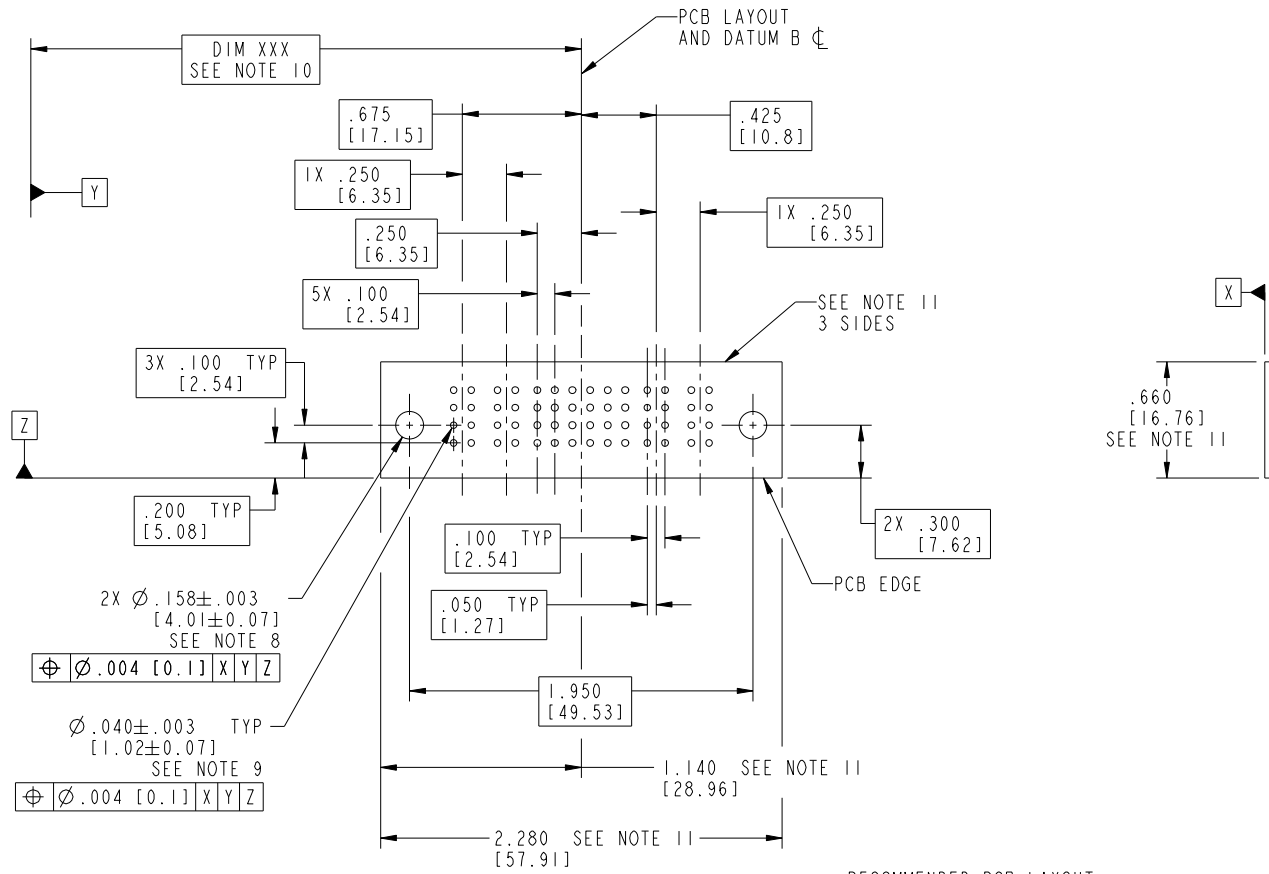 PCB LAYOUT
AND DATUM B ℄
DIM XXX
SEE NOTE 10
.675
[17.15]
.425
[10.8]
1X .250
[6.35]
Y
1X .250
[6.35]
.250
[6.35]
5X .100
[2.54]
X
SEE NOTE 11
3 SIDES
3X .100 TYP
[2.54]
.660
[16.76]
SEE NOTE 11
Z
.200 TYP
[5.08]
.100 TYP
[2.54]
2X .300
[7.62]
PCB EDGE
2X Ø.158±.003
[4.01±0.07]
SEE NOTE 8
⌖ Ø.004 [0.1] X Y Z
.050 TYP
[1.27]
1.950
[49.53]
Ø.040±.003 TYP
[1.02±0.07]
SEE NOTE 9
⌖ Ø.004 [0.1] X Y Z
1.140 SEE NOTE 11
[28.96]
2.280 SEE NOTE 11
[57.91]
RECOMMENDED PCB LAYOUT